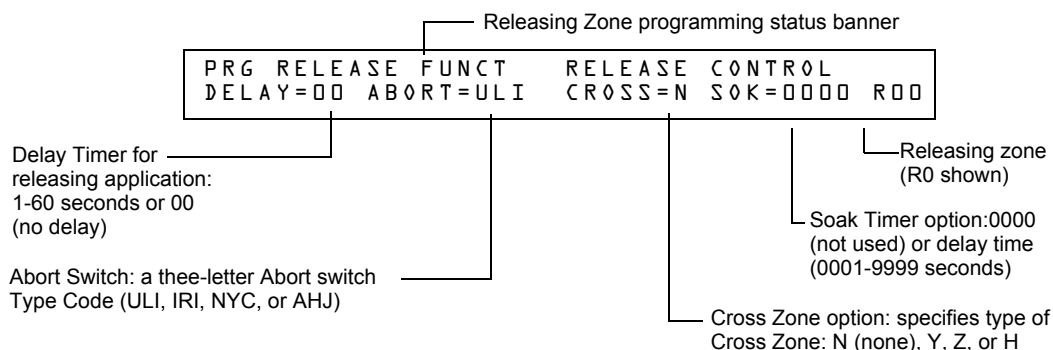 Releasing Zone programming status banner
PRG RELEASE FUNCT RELEASE CONTROL
DELAY=00 ABORT=ULI CROSS=N SOK=0000 R00
Delay Timer for
releasing application:
1-60 seconds or 00
(no delay)
Releasing zone
(R0 shown)
Soak Timer option:0000
(not used) or delay time
(0001-9999 seconds)
Abort Switch: a thee-letter Abort switch
Type Code (ULI, IRI, NYC, or AHJ)
Cross Zone option: specifies type of
Cross Zone: N (none), Y, Z, or H